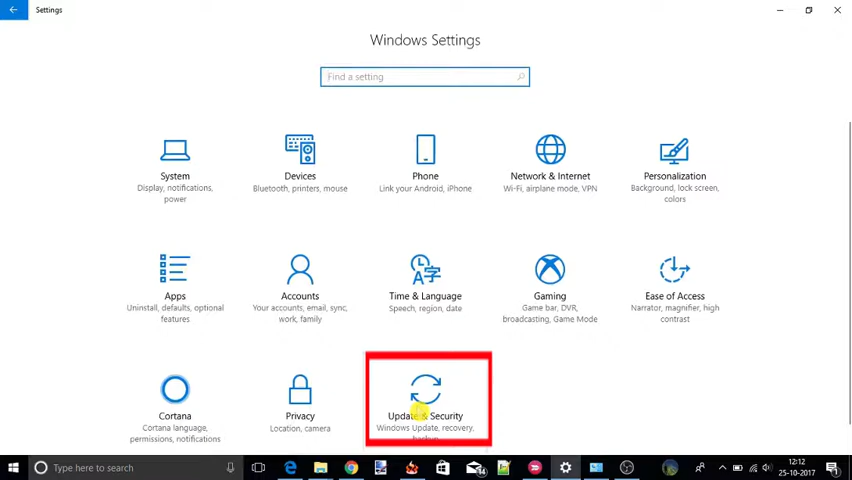 Settings
Windows Settings
Find a setting
System
Display, notifications,
power
Devices
Bluetooth, printers, mouse
Phone
Link your Android, iPhone
Network & Internet
Wi-Fi, airplane mode, VPN
Personalization
Background, lock screen,
colors
Apps
Uninstall, defaults, optional
features
Accounts
Your accounts, email, sync,
work, family
Time & Language
Speech, region, date
Gaming
Game bar, DVR,
broadcasting, Game Mode
Ease of Access
Narrator, magnifier, high
contrast
Cortana
Cortana language,
permissions, notifications
Privacy
Location, camera
Update & Security
Windows Update, recovery,
backup
Type here to search
12:12
25-10-2017